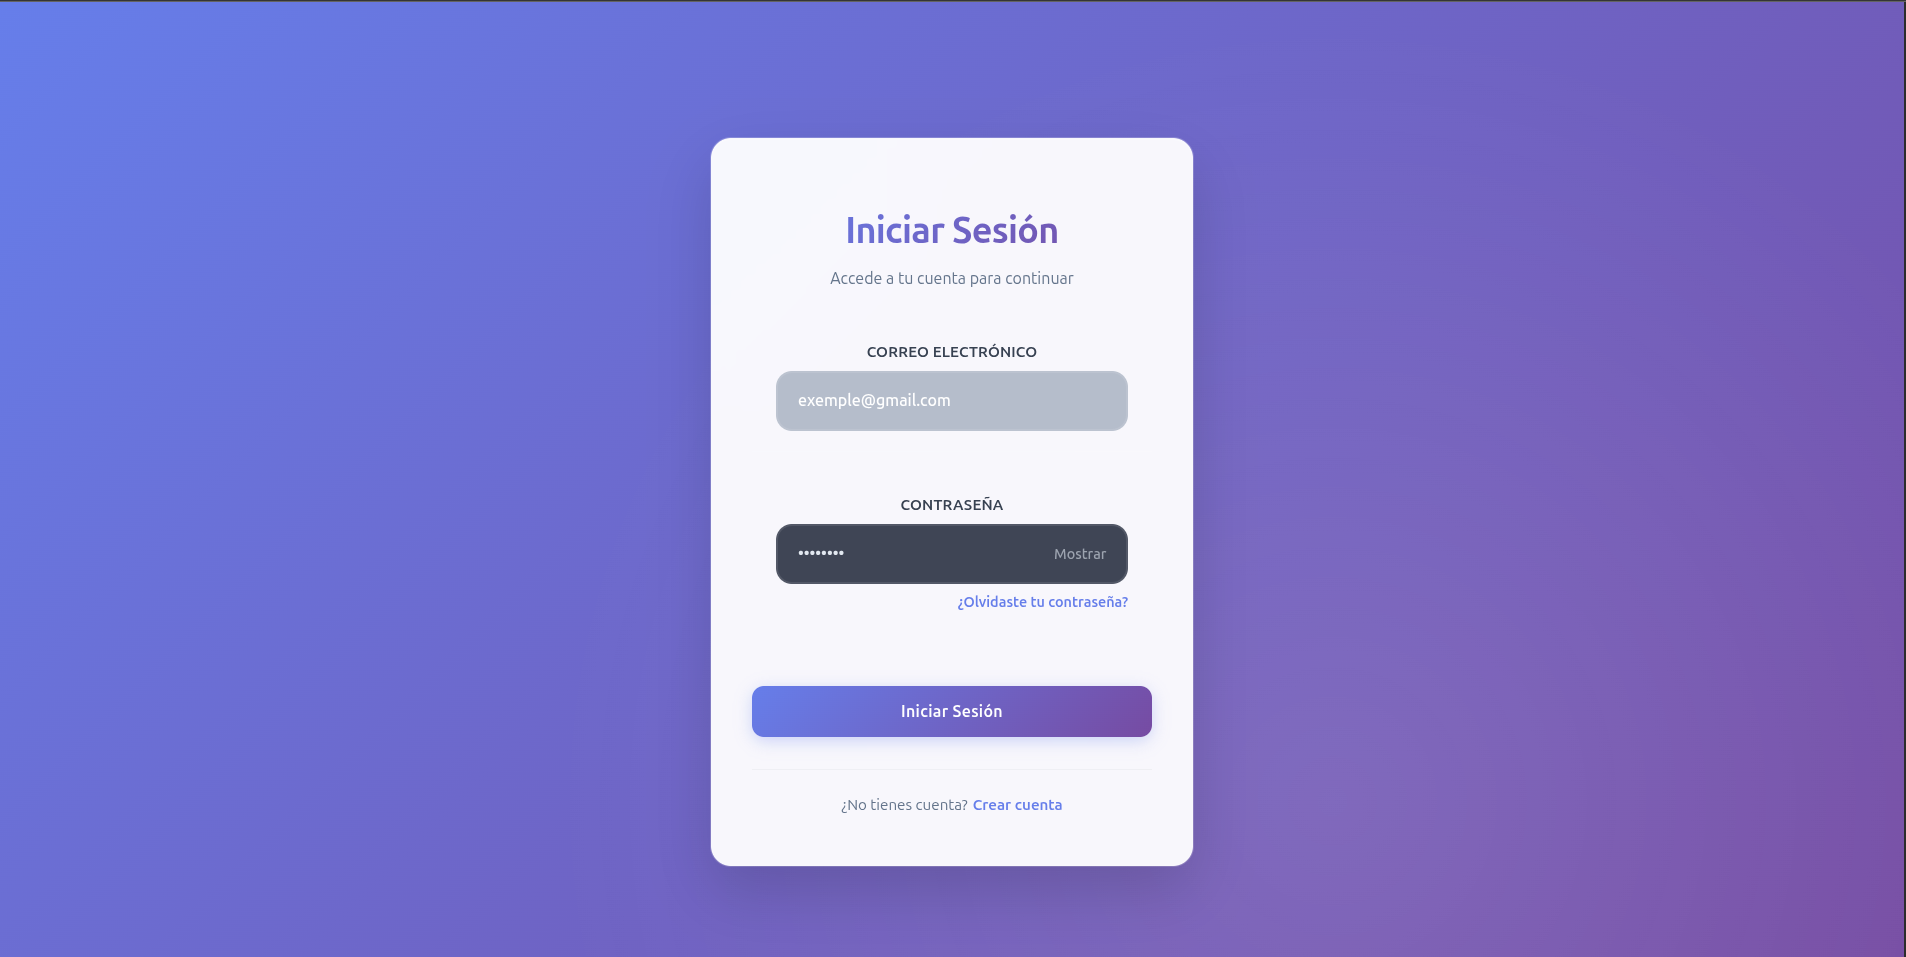 Iniciar Sesión
Accede a tu cuenta para continuar
CORREO ELECTRÓNICO
exemple@gmail.com
CONTRASEÑA
•••••••• Mostrar
¿Olvidaste tu contraseña?
Iniciar Sesión
¿No tienes cuenta? Crear cuenta